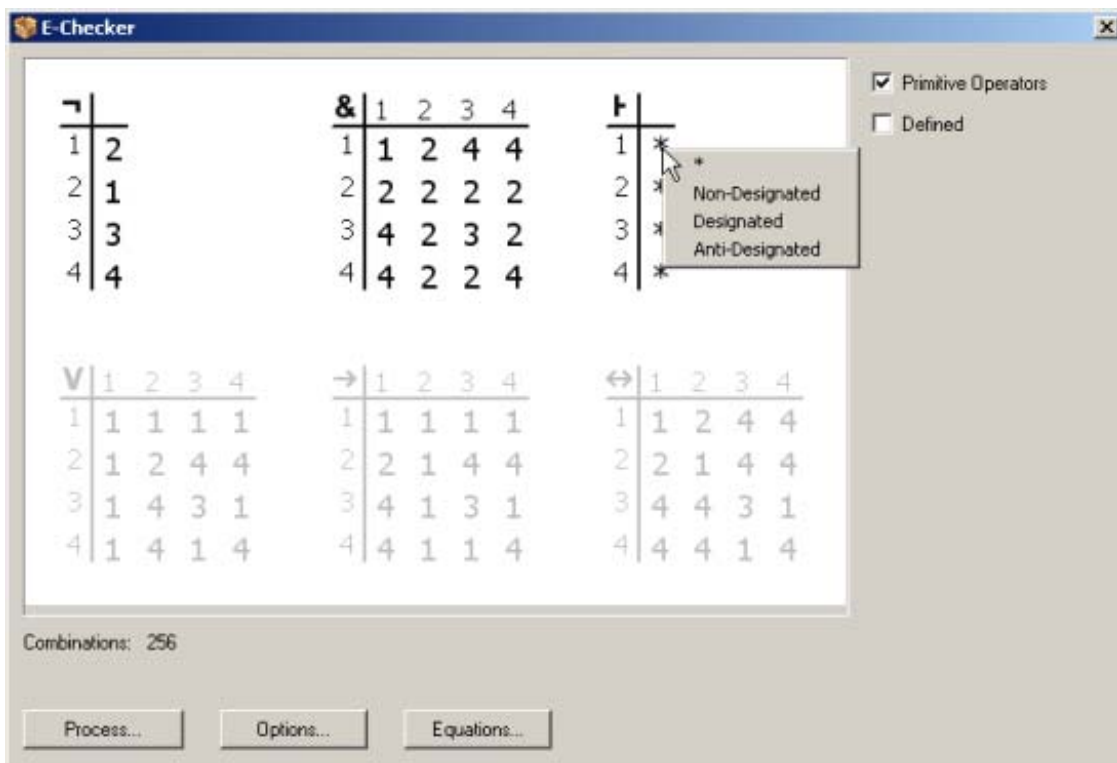 E-Checker
Primitive Operators
Defined
¬
1 2
2 1
3 3
4 4
& 1 2 3 4
1 1 2 4 4
2 2 2 2 2
3 4 2 3 2
4 4 2 2 4
⊢
1 *
2 *
3 *
4 *
*
Non-Designated
Designated
Anti-Designated
∨ 1 2 3 4
1 1 1 1 1
2 1 2 4 4
3 1 4 3 1
4 1 4 1 4
→ 1 2 3 4
1 1 1 1 1
2 2 1 4 4
3 4 1 3 1
4 4 1 1 4
↔ 1 2 3 4
1 1 2 4 4
2 2 1 4 4
3 4 4 3 1
4 4 4 1 4
Combinations: 256
Process... Options... Equations...